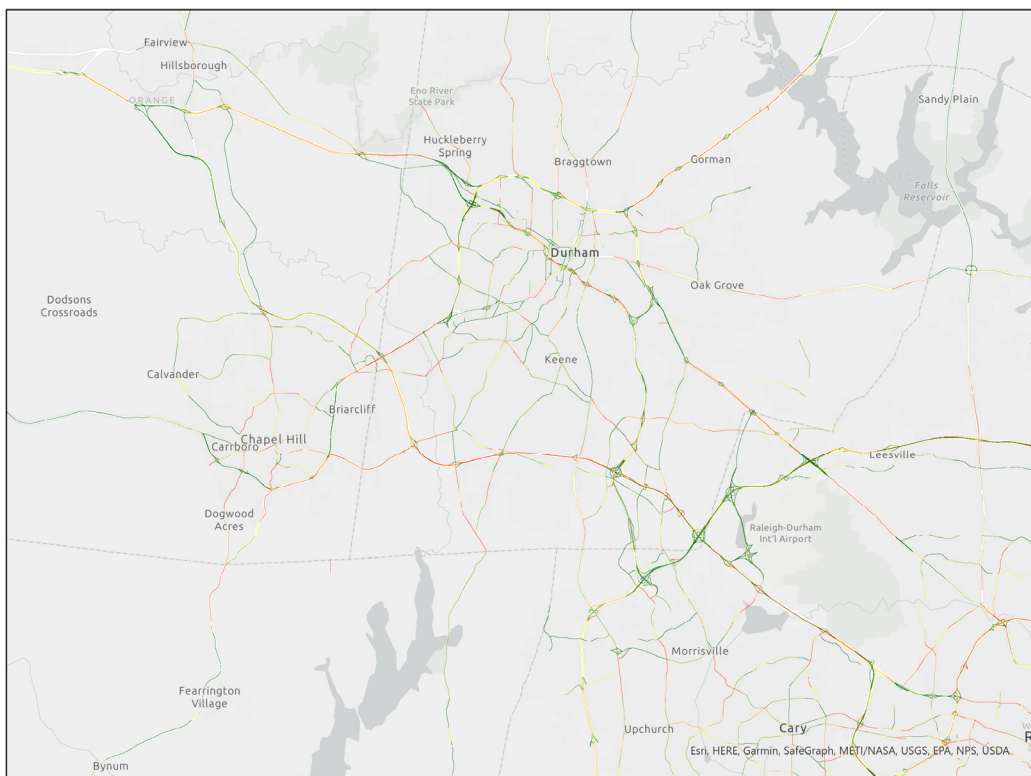 Fairview
Hillsborough
ORANGE
Eno River
State Park
Sandy Plain
Huckleberry
Spring
Braggtown
Gorman
Falls
Reservoir
Durham
Oak Grove
Dodsons
Crossroads
Keene
Calvander
Briarcliff
Chapel Hill
Carrboro
Leesville
Dogwood
Acres
Raleigh-Durham
Int'l Airport
Morrisville
Fearrington
Village
Upchurch
Cary
W
R
Esri, HERE, Garmin, SafeGraph, METI/NASA, USGS, EPA, NPS, USDA
Bynum